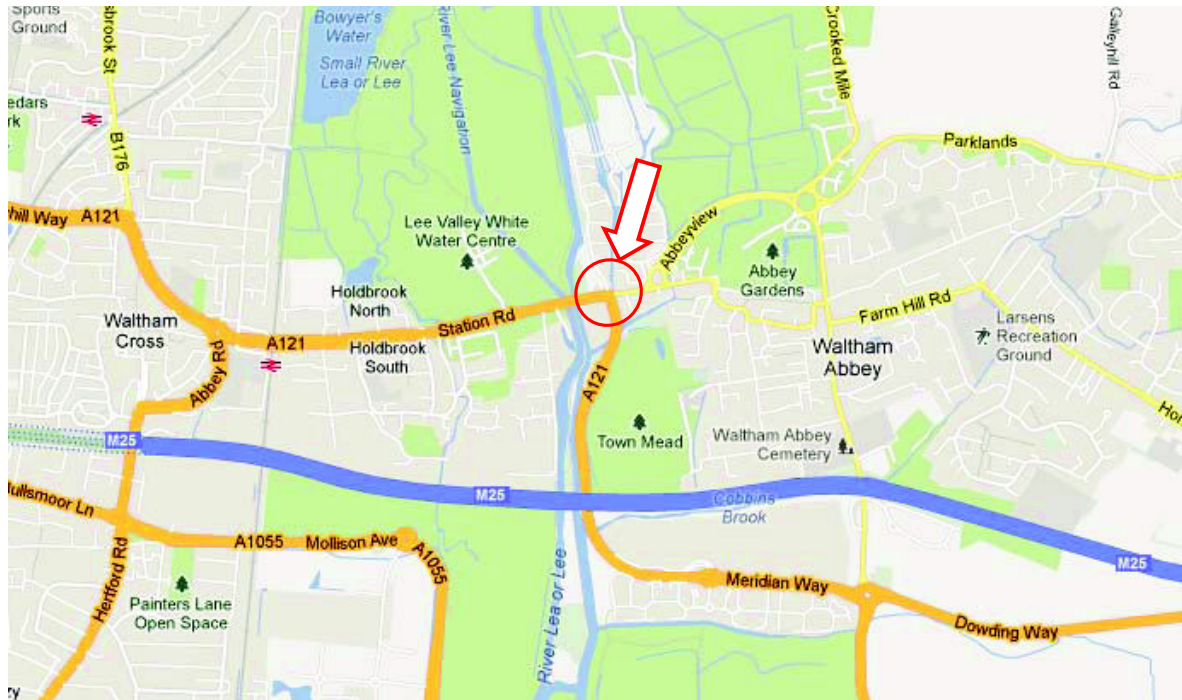 Sports
Ground
sbrook St
Bowyer's
Water
Small River
Lea or Lee
River Lee Navigation
Crooked Mile
Galleyhill Rd
edars
rk
B176
Parklands
hill Way
A121
Lee Valley White
Water Centre
Abbeyview
Abbey
Gardens
Holdbrook
North
Station Rd
Farm Hill Rd
Larsens
Recreation
Ground
Waltham
Cross
A121
Holdbrook
South
Waltham
Abbey
Abbey Rd
A121
Hon
M25
Town Mead
Waltham Abbey
Cemetery
M25
Cobbins
Brook
Bullsmoor Ln
A1055
Mollison Ave
A1055
M25
Hertford Rd
River Lea or Lee
Meridian Way
Painters Lane
Open Space
Dowding Way
zy